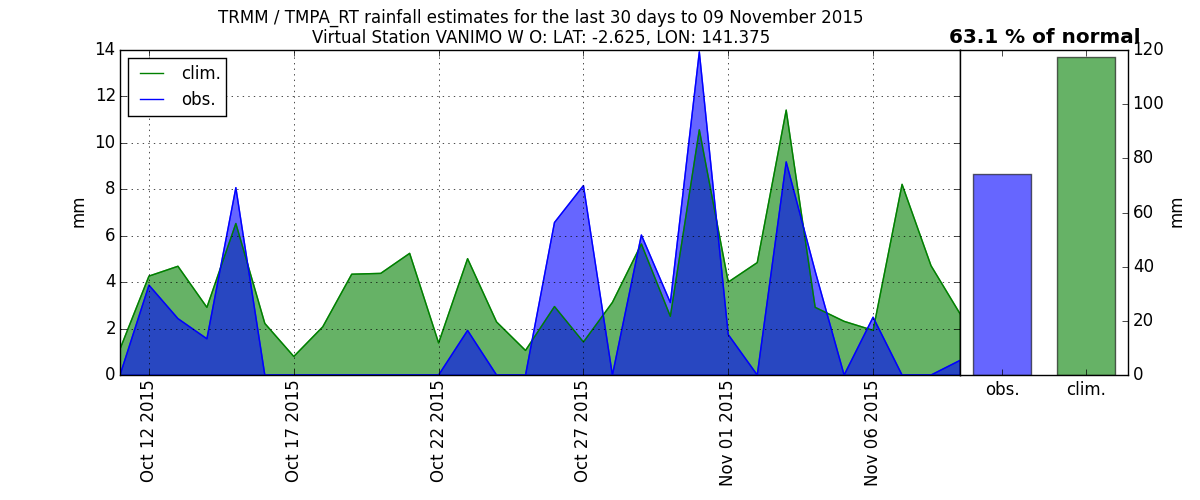 TRMM / TMPA_RT rainfall estimates for the last 30 days to 09 November 2015
Virtual Station VANIMO W O: LAT: -2.625, LON: 141.375
63.1 % of normal
clim.
obs.
14
12
10
8
6
4
2
0
mm
Oct 12 2015
Oct 17 2015
Oct 22 2015
Oct 27 2015
Nov 01 2015
Nov 06 2015
120
100
80
60
40
20
0
mm
obs.
clim.